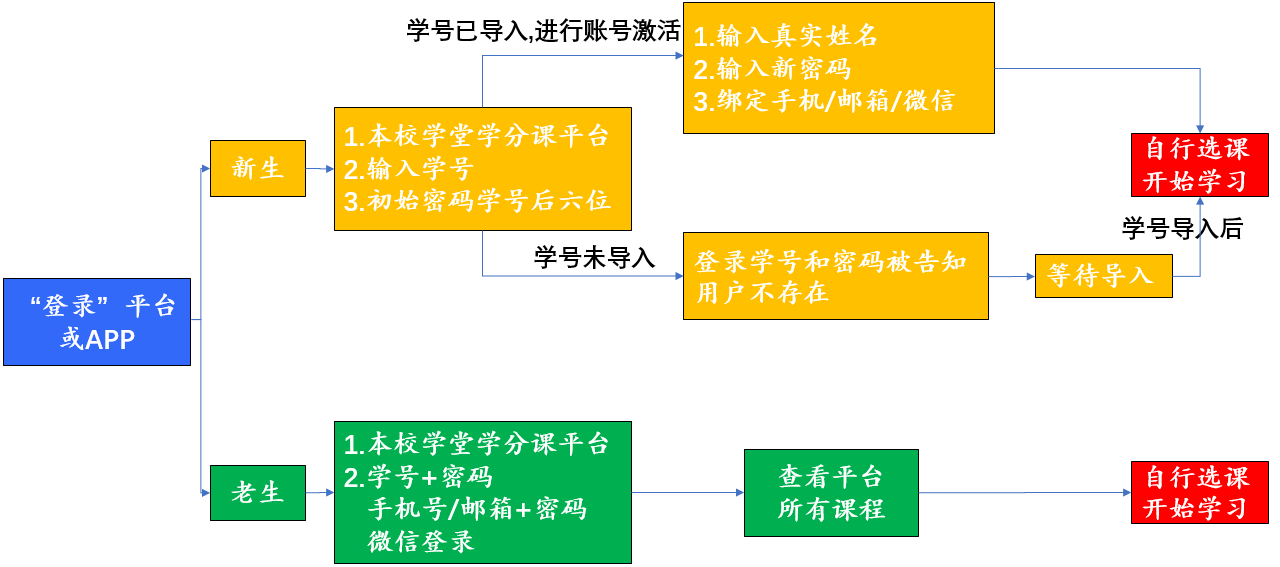 学号已导入,进行账号激活
1.输入真实姓名
2.输入新密码
3.绑定手机/邮箱/微信
1.本校学堂学分课平台
2.输入学号
3.初始密码学号后六位
新生
自行选课
开始学习
学号导入后
学号未导入
登录学号和密码被告知
用户不存在
等待导入
“登录”平台
或APP
老生
1.本校学堂学分课平台
2.学号+密码
手机号/邮箱+密码
微信登录
查看平台
所有课程
自行选课
开始学习